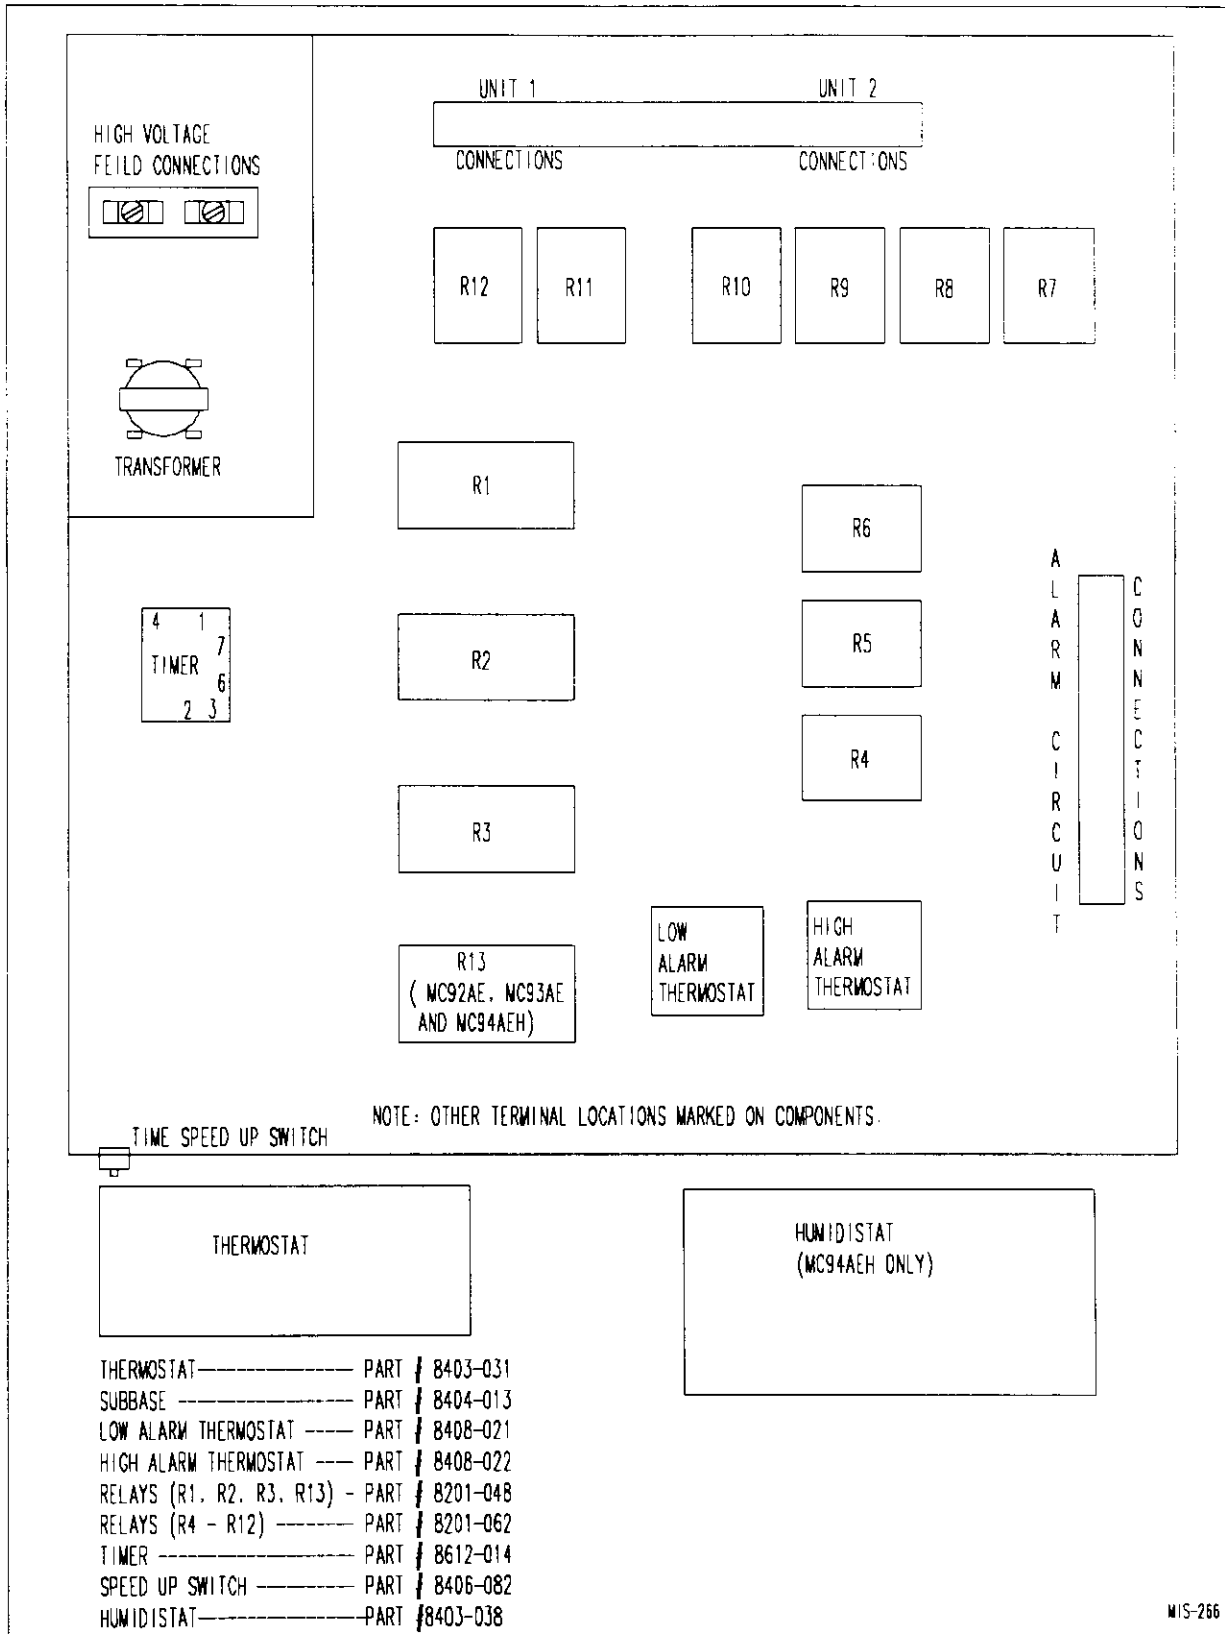 UNIT 1
UNIT 2
CONNECTIONS
CONNECTIONS
HIGH VOLTAGE
FEILD CONNECTIONS
R12
R11
R10
R9
R8
R7
TRANSFORMER
R1
R6
ALARM CIRCUIT
CONNECTIONS
4 1
7
TIMER
6
2 3
R2
R5
R4
R3
LOW
ALARM
THERMOSTAT
HIGH
ALARM
THERMOSTAT
R13
( MC92AE, MC93AE
AND MC94AEH)
NOTE: OTHER TERMINAL LOCATIONS MARKED ON COMPONENTS.
TIME SPEED UP SWITCH
THERMOSTAT
HUMIDISTAT
(MC94AEH ONLY)
THERMOSTAT--------------- PART # 8403-031
SUBBASE ----------------- PART # 8404-013
LOW ALARM THERMOSTAT ----- PART # 8408-021
HIGH ALARM THERMOSTAT ---- PART # 8408-022
RELAYS (R1, R2, R3, R13) - PART # 8201-048
RELAYS (R4 - R12) -------- PART # 8201-062
TIMER ------------------- PART # 8612-014
SPEED UP SWITCH ---------- PART # 8406-082
HUMIDISTAT----------------PART #8403-038
MIS-266